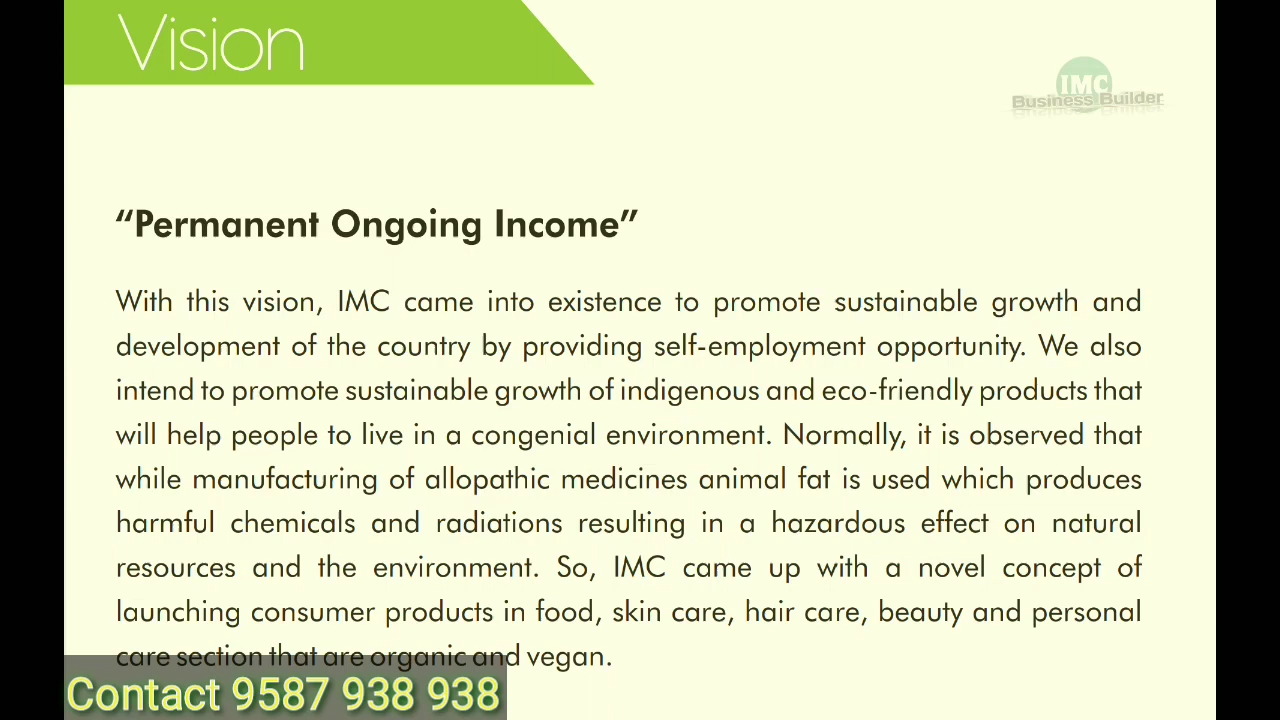 Vision
IMC
Business Builder
“Permanent Ongoing Income”
With this vision, IMC came into existence to promote sustainable growth and
development of the country by providing self-employment opportunity. We also
intend to promote sustainable growth of indigenous and eco-friendly products that
will help people to live in a congenial environment. Normally, it is observed that
while manufacturing of allopathic medicines animal fat is used which produces
harmful chemicals and radiations resulting in a hazardous effect on natural
resources and the environment. So, IMC came up with a novel concept of
launching consumer products in food, skin care, hair care, beauty and personal
care section that are organic and vegan.
Contact 9587 938 938